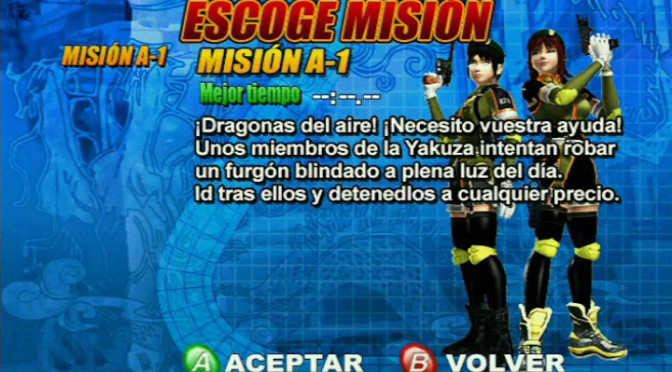 ESCOGE MISIÓN
MISIÓN A-1
MISIÓN A-1
Mejor tiempo --:--.--
¡Dragonas del aire! ¡Necesito vuestra ayuda!
Unos miembros de la Yakuza intentan robar
un furgón blindado a plena luz del día.
Id tras ellos y detenedlos a cualquier precio.
A ACEPTAR B VOLVER